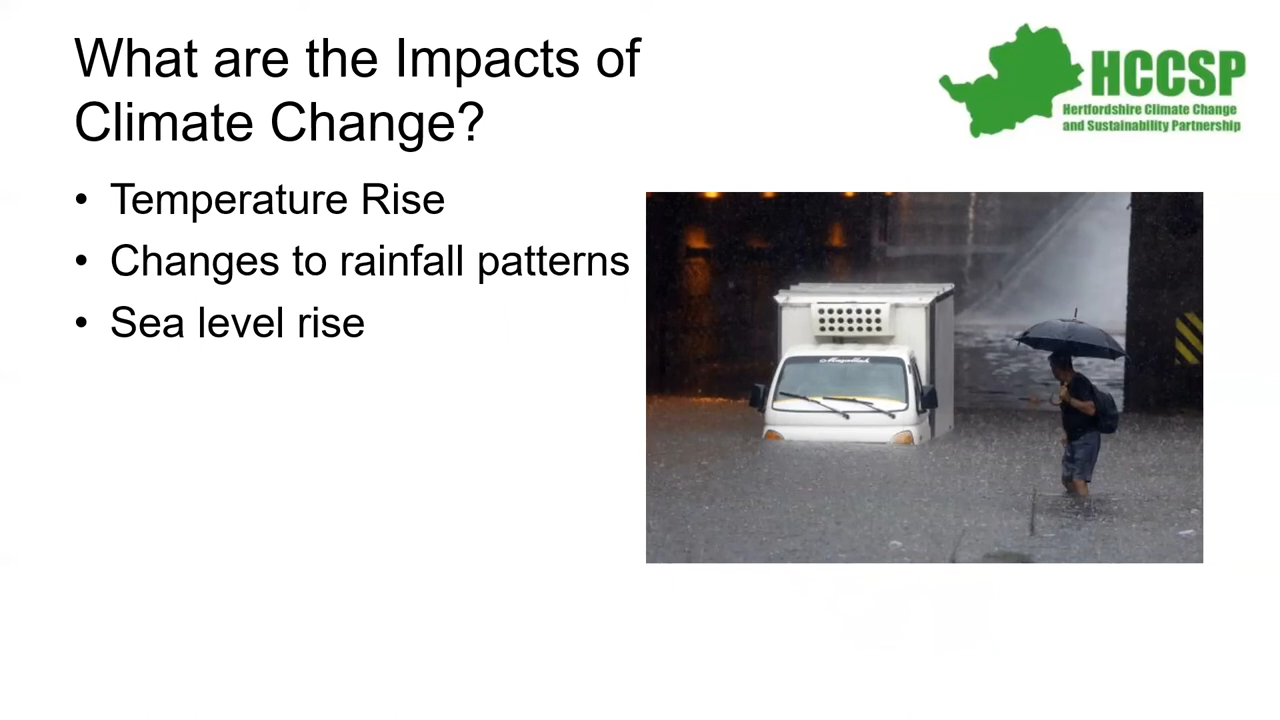 What are the Impacts of
Climate Change?
HCCSP
Hertfordshire Climate Change
and Sustainability Partnership
• Temperature Rise
• Changes to rainfall patterns
• Sea level rise